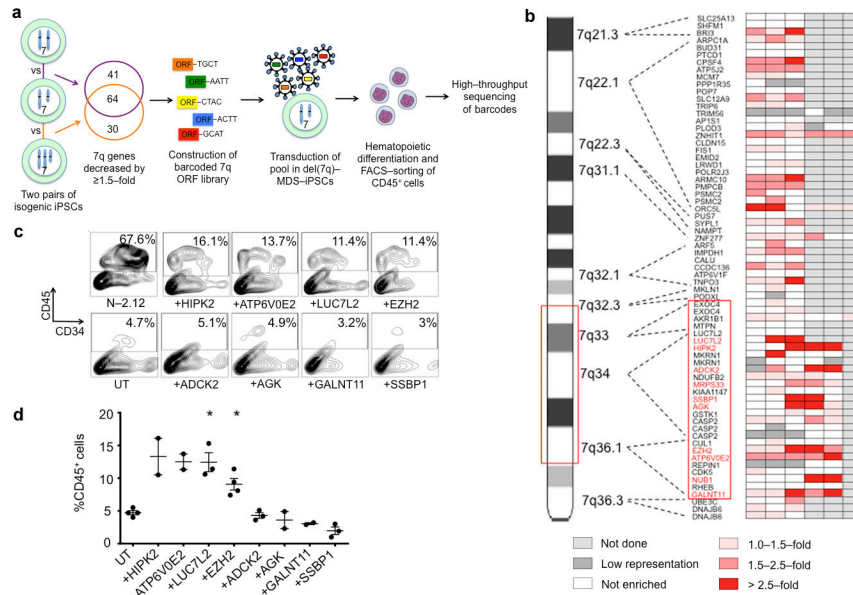 a
7
vs
7
vs
7
Two pairs of
isogenic iPSCs
41
64
30
7q genes
decreased by
≥1.5–fold
ORF–TGCT
ORF–AATT
ORF–CTAC
ORF–ACTT
ORF–GCAT
Construction of
barcoded 7q
ORF library
7
Transduction of
pool in del(7q)–
MDS–iPSCs
Hematopoietic
differentiation and
FACS–sorting of
CD45⁺ cells
High–throughput
sequencing
of barcodes
b
7q21.3
7q22.1
7q22.3
7q31.1
7q32.1
7q32.3
7q33
7q34
7q36.1
7q36.3
SLC25A13
SHFM1
BRI3
ARPC1A
BUD31
PTCD1
CPSF4
ATP5J2
MCM7
PPP1R35
POP7
SLC12A9
TRIP6
TRIM56
AP1S1
PLOD3
ZNHIT1
CLDN15
FIS1
EMID2
LRWD1
POLR2J3
ARMC10
PMPCB
PSMC2
PSMC2
ORC5L
PUS7
SYPL1
NAMPT
ZNF277
ARF5
IMPDH1
CALU
CCDC136
ATP6V1F
TNPO3
MKLN1
PODXL
EXOC4
EXOC4
AKR1B1
MTPN
LUC7L2
LUC7L2
HIPK2
MKRN1
MKRN1
ADCK2
NDUFB2
MRPS33
KIAA1147
SSBP1
AGK
GSTK1
CASP2
CASP2
CASP2
CUL1
EZH2
ATP6V0E2
REPIN1
CDK5
NUB1
RHEB
GALNT11
UBE3C
DNAJB6
DNAJB6
Not done
Low representation
Not enriched
1.0–1.5–fold
1.5–2.5–fold
> 2.5–fold
c
CD45
CD34
67.6%
16.1%
13.7%
11.4%
11.4%
N–2.12
+HIPK2
+ATP6V0E2
+LUC7L2
+EZH2
4.7%
5.1%
4.9%
3.2%
3%
UT
+ADCK2
+AGK
+GALNT11
+SSBP1
d
%CD45⁺ cells
20
15
10
5
0
*
*
UT
+HIPK2
ATP6V0E2
+LUC7L2
+EZH2
+ADCK2
+AGK
+GALNT11
+SSBP1